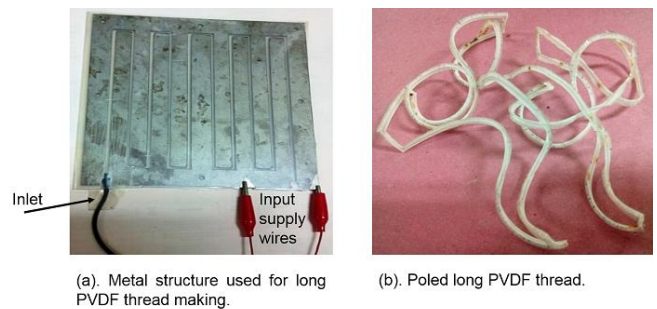 Inlet
Input
supply
wires
(a). Metal structure used for long
PVDF thread making.
(b). Poled long PVDF thread.